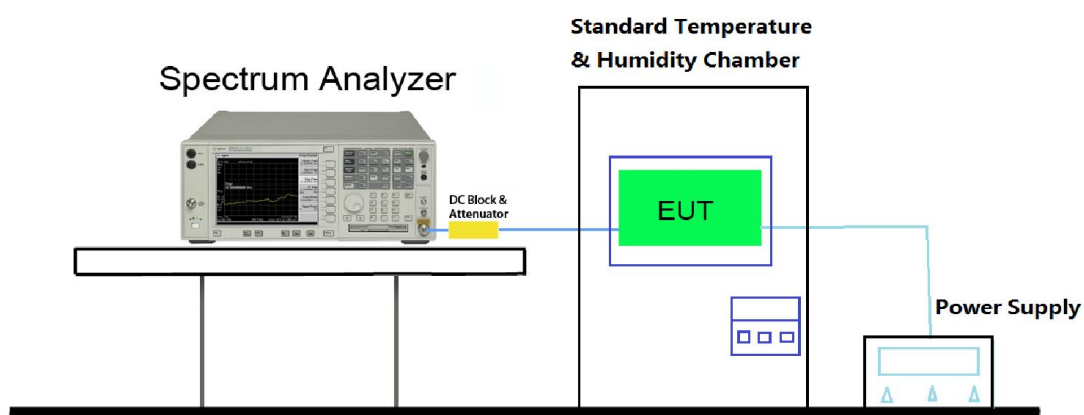 Standard Temperature
& Humidity Chamber
Spectrum Analyzer
DC Block &
Attenuator
EUT
Power Supply